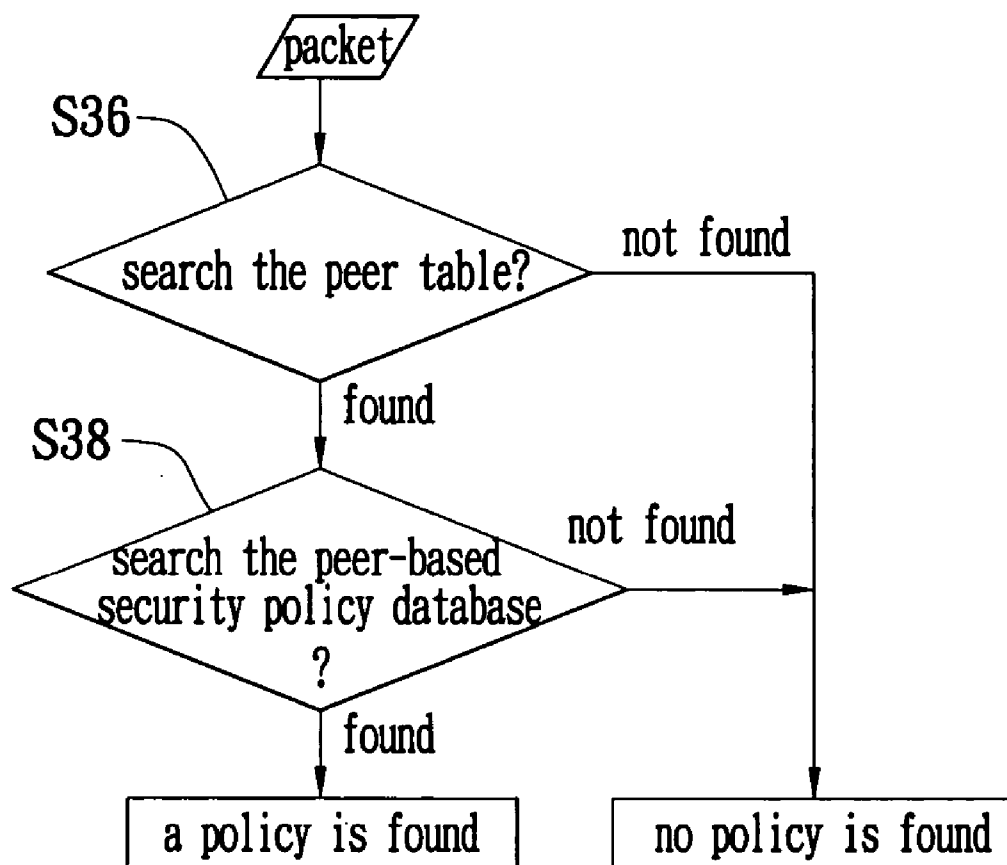 packet
S36
not found
search the peer table?
found
S38
not found
search the peer-based
security policy database
?
found
a policy is found
no policy is found